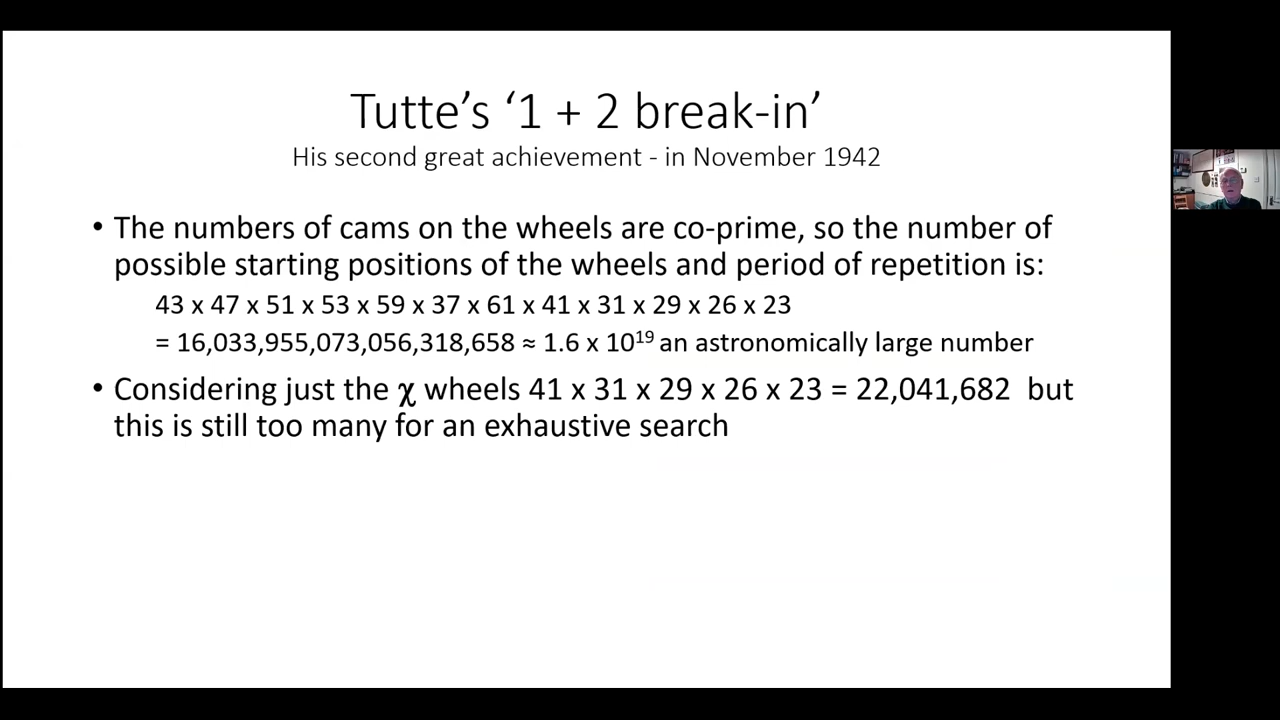 Tutte’s ‘1 + 2 break-in’
His second great achievement - in November 1942
• The numbers of cams on the wheels are co-prime, so the number of
possible starting positions of the wheels and period of repetition is:
43 x 47 x 51 x 53 x 59 x 37 x 61 x 41 x 31 x 29 x 26 x 23
= 16,033,955,073,056,318,658 ≈ 1.6 x 10¹⁹ an astronomically large number
• Considering just the χ wheels 41 x 31 x 29 x 26 x 23 = 22,041,682 but
this is still too many for an exhaustive search